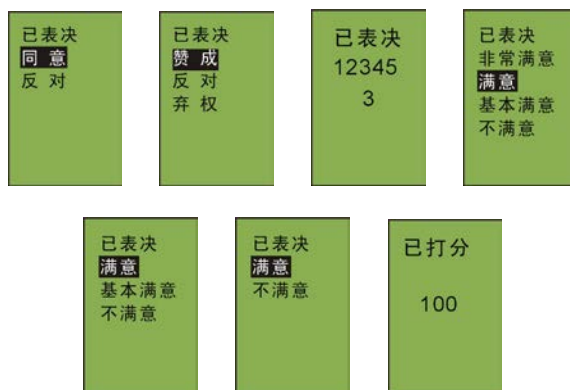 已表决
同 意
反 对
已表决
赞 成
反 对
弃 权
已表决
12345
3
已表决
非常满意
满意
基本满意
不满意
已表决
满意
基本满意
不满意
已表决
满意
不满意
已打分
100